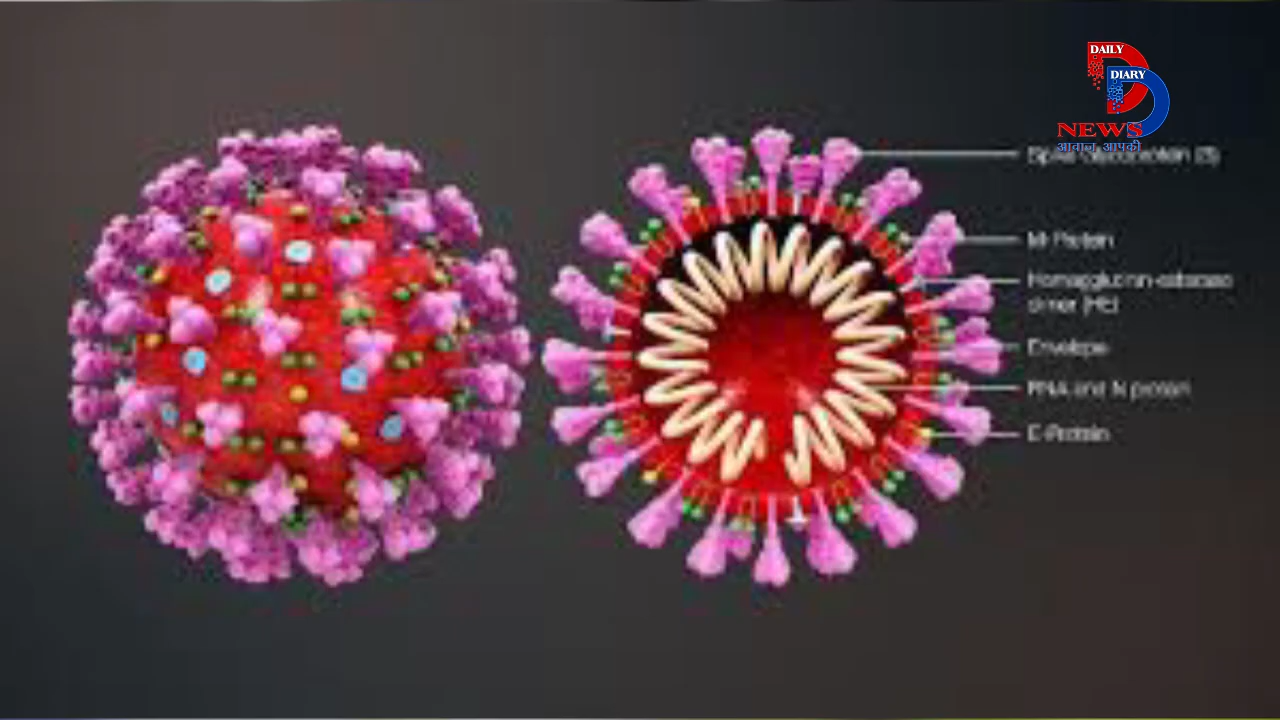 DAILY
DIARY
NEWS
आवाज़ आपकी
Spike Glycoprotein (S)
M-Protein
Hemagglutinin-esterase
dimer (HE)
Envelope
RNA and N protein
E-Protein